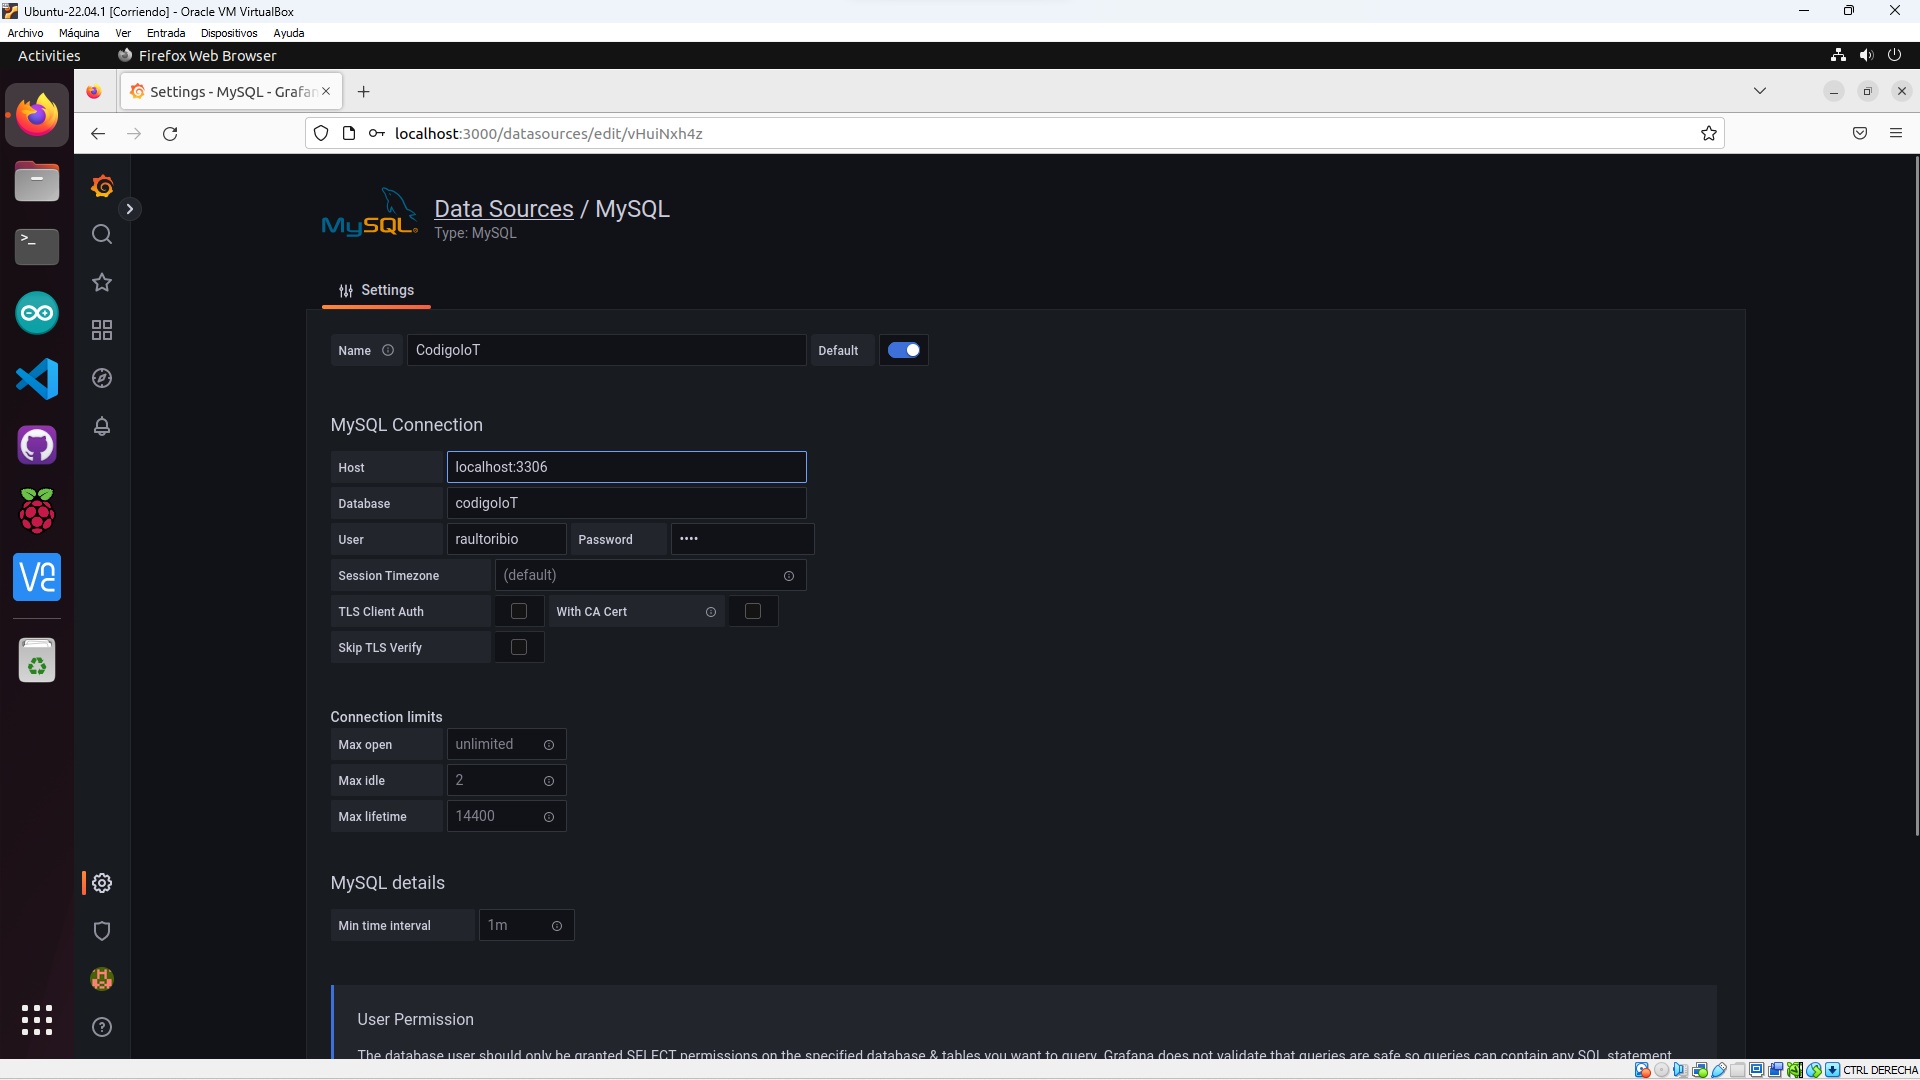 Ubuntu-22.04.1 [Corriendo] - Oracle VM VirtualBox
Archivo Máquina Ver Entrada Dispositivos Ayuda
Activities Firefox Web Browser
Settings - MySQL - Grafan
localhost:3000/datasources/edit/vHuiNxh4z
MySQL
Data Sources / MySQL
Type: MySQL
Settings
Name CodigoIoT Default
MySQL Connection
Host localhost:3306
Database codigoIoT
User raultoribio Password ••••
Session Timezone (default)
TLS Client Auth With CA Cert
Skip TLS Verify
Connection limits
Max open unlimited
Max idle 2
Max lifetime 14400
MySQL details
Min time interval 1m
User Permission
The database user should only be granted SELECT permissions on the specified database & tables you want to query. Grafana does not validate that queries are safe so queries can contain any SQL statement.
CTRL DERECHA